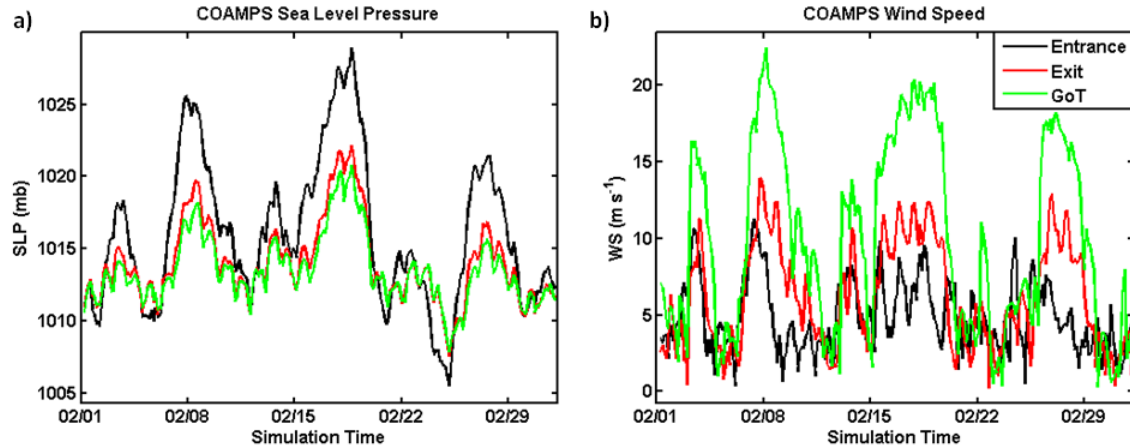 a)
COAMPS Sea Level Pressure
SLP (mb)
1025
1020
1015
1010
1005
02/01 02/08 02/15 02/22 02/29
Simulation Time
b)
COAMPS Wind Speed
Entrance
Exit
GoT
WS (m s⁻¹)
20
15
10
5
0
02/01 02/08 02/15 02/22 02/29
Simulation Time